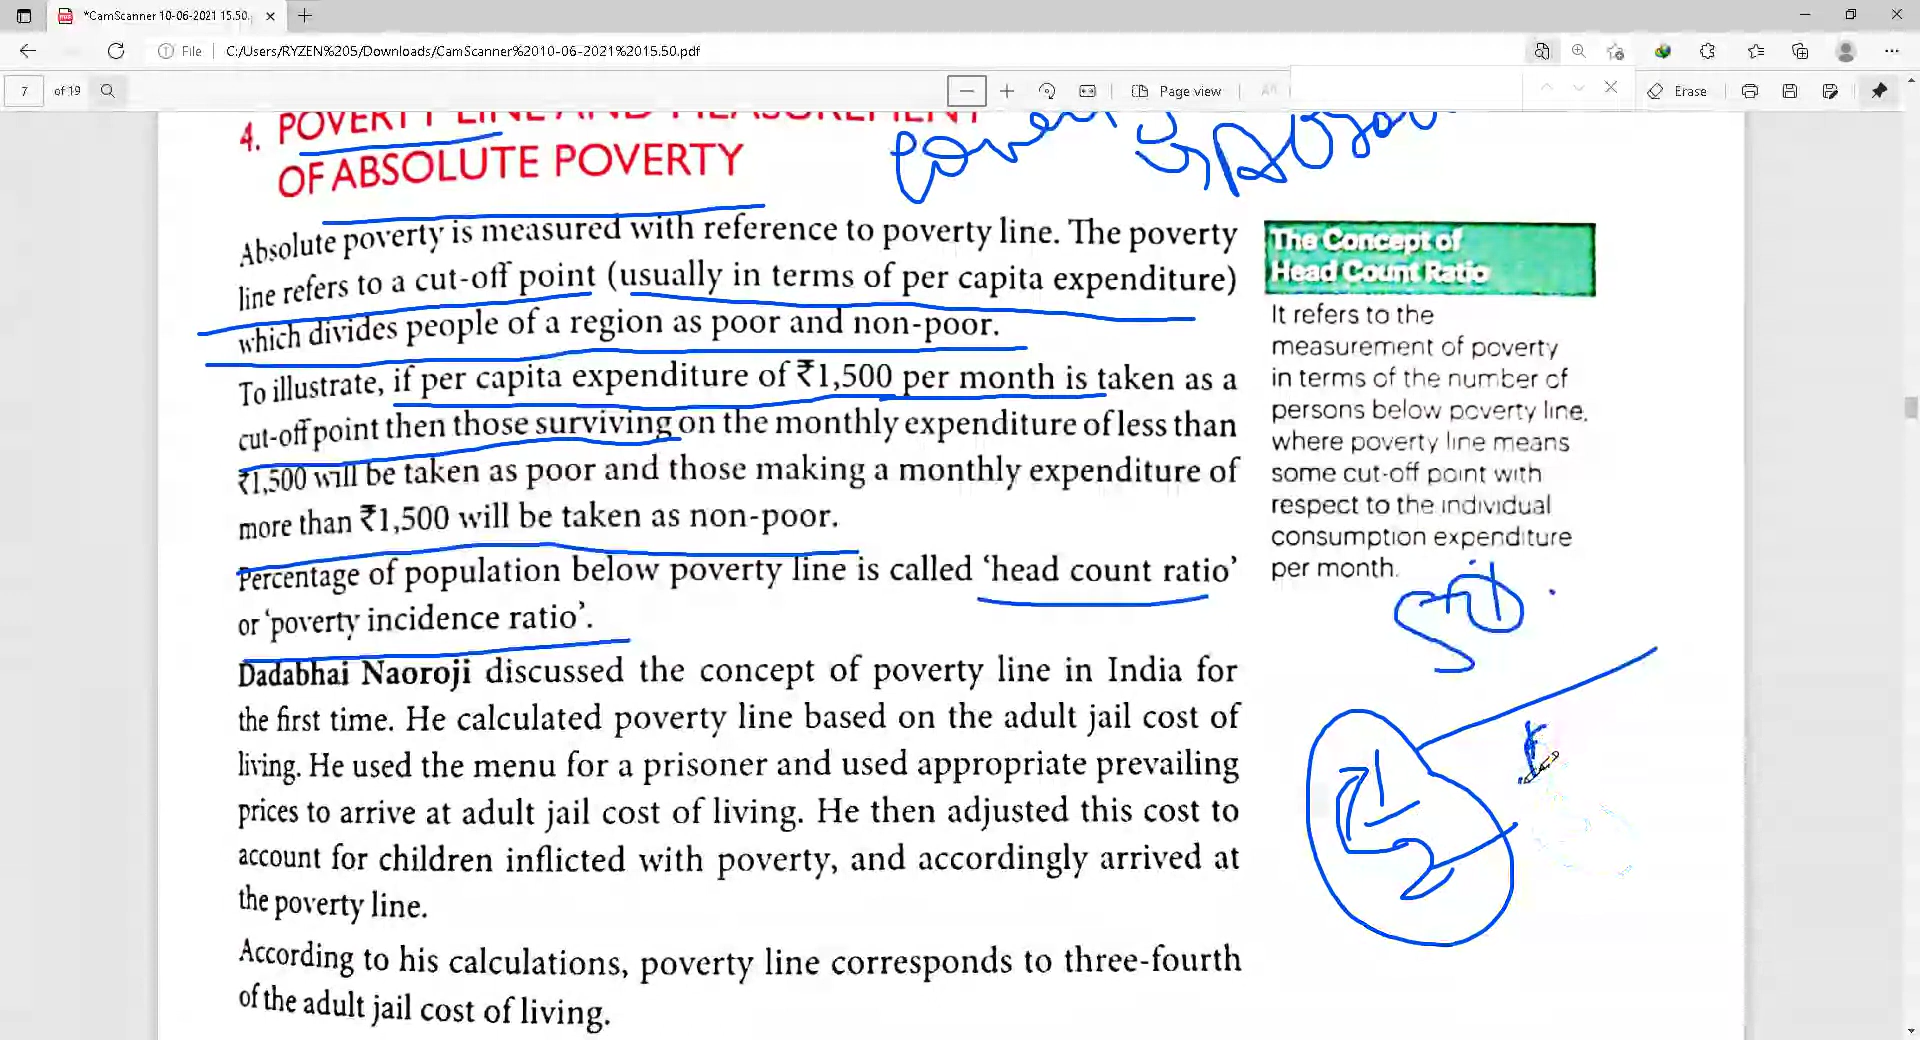 *CamScanner 10-06-2021 15.50.
File C:/Users/RYZEN%205/Downloads/CamScanner%2010-06-2021%2015.50.pdf
7 of 19 Page view Erase
4. POVERTY LINE AND MEASUREMENT
OF ABSOLUTE POVERTY
Absolute poverty is measured with reference to poverty line. The poverty
line refers to a cut-off point (usually in terms of per capita expenditure)
which divides people of a region as poor and non-poor.
To illustrate, if per capita expenditure of ₹1,500 per month is taken as a
cut-off point then those surviving on the monthly expenditure of less than
₹1,500 will be taken as poor and those making a monthly expenditure of
more than ₹1,500 will be taken as non-poor.
Percentage of population below poverty line is called ‘head count ratio’
or ‘poverty incidence ratio’.
Dadabhai Naoroji discussed the concept of poverty line in India for
the first time. He calculated poverty line based on the adult jail cost of
living. He used the menu for a prisoner and used appropriate prevailing
prices to arrive at adult jail cost of living. He then adjusted this cost to
account for children inflicted with poverty, and accordingly arrived at
the poverty line.
According to his calculations, poverty line corresponds to three-fourth
of the adult jail cost of living.
The Concept of
Head Count Ratio
It refers to the
measurement of poverty
in terms of the number of
persons below poverty line,
where poverty line means
some cut-off point with
respect to the individual
consumption expenditure
per month.